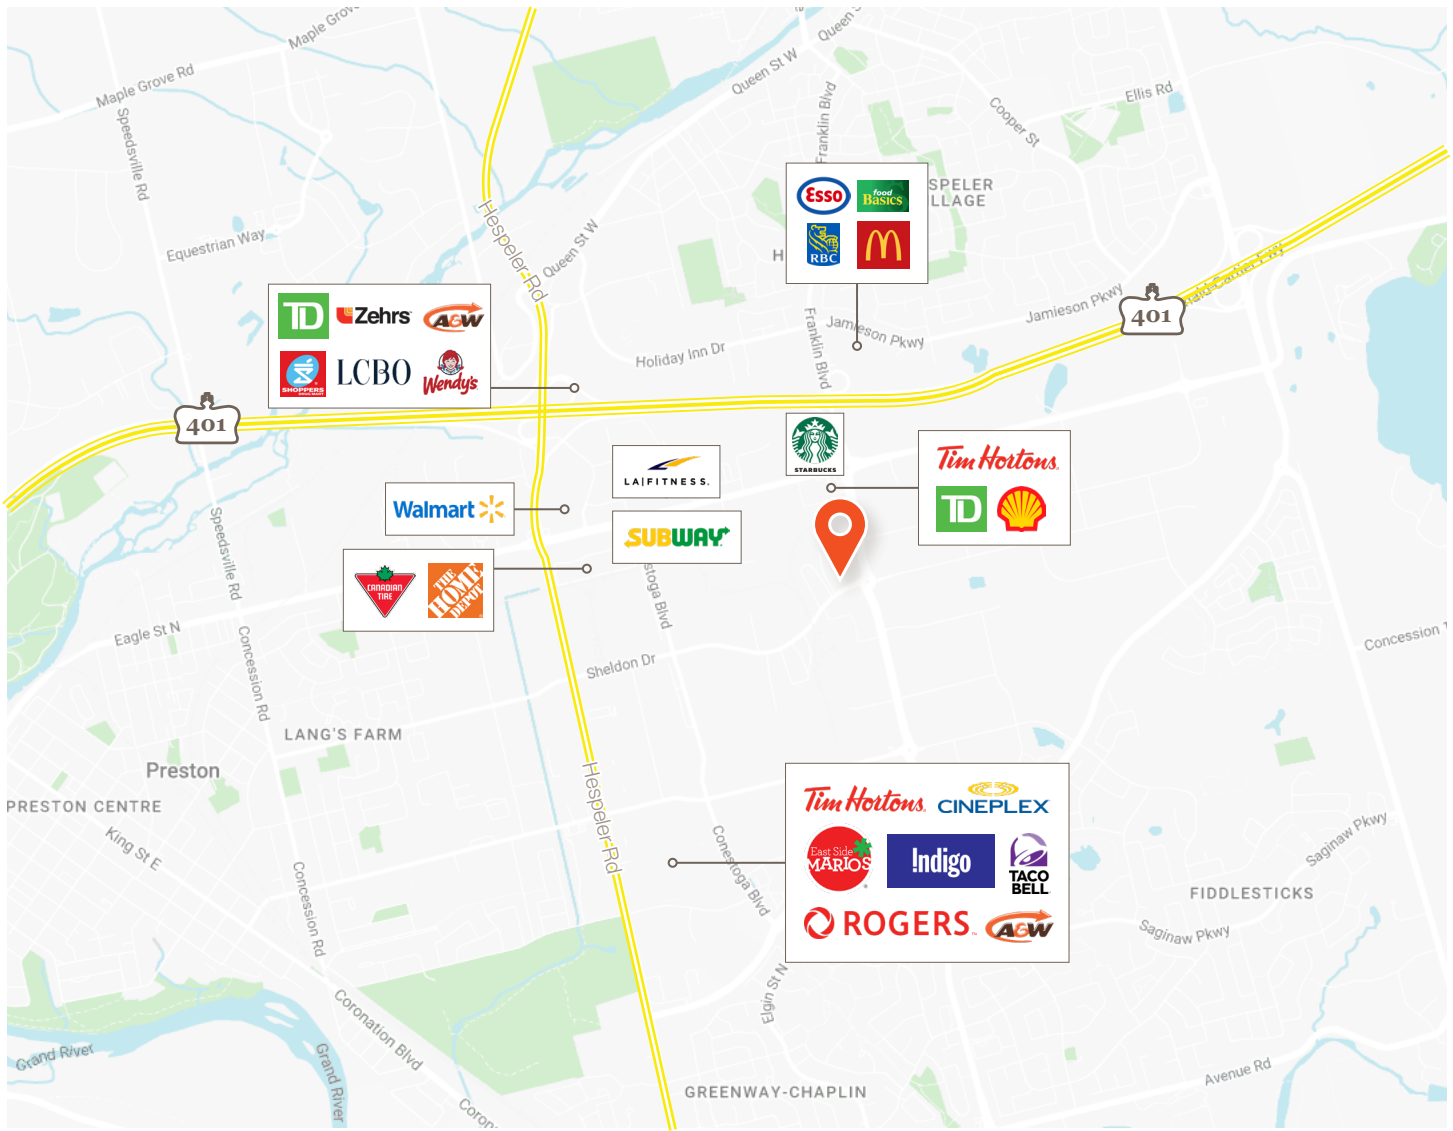 Maple Grove
Queen S
Maple Grove Rd
Queen St W
Ellis Rd
Speedsville Rd
Franklin Blvd
Cooper St
Esso
food
Basics
RBC
SPELER
LLAGE
Hespeler Rd
Queen St W
Equestrian Way
H
TD
Zehrs
A&W
SHOPPERS
DRUG MART
LCBO
Wendy's
Jamieson Pkwy
Franklin Blvd
Jamieson Pkwy
Holiday Inn Dr
401
401
STARBUCKS
Tim Hortons
TD
LA|FITNESS.
Walmart
SUBWAY
CANADIAN
TIRE
THE
HOME
DEPOT
Speedsville Rd
stoga Blvd
Eagle St N
Concession Rd
Concession
Sheldon Dr
LANG'S FARM
Preston
PRESTON CENTRE
Hespeler Rd
King St E
Tim Hortons
CINEPLEX
East Side
MARIO'S
Indigo
TACO
BELL
ROGERS
A&W
Conestoga Blvd
Saginaw Pkwy
FIDDLESTICKS
Saginaw Pkwy
Concession Rd
Elgin St N
Coronation Blvd
Grand River
Grand River
Avenue Rd
GREENWAY-CHAPLIN
Coron